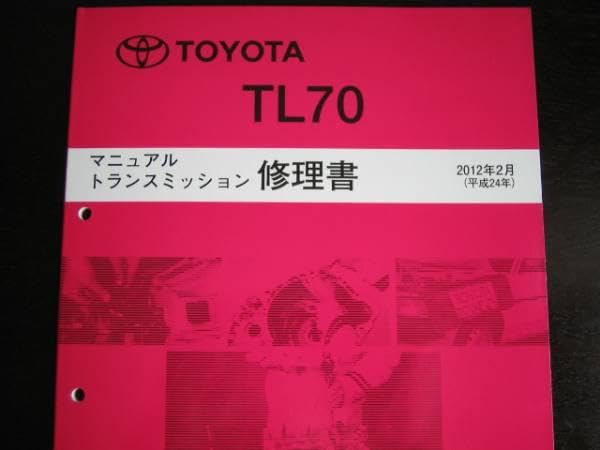 TOYOTA
TL70
マニュアル
トランスミッション 修理書
2012年2月
(平成24年)